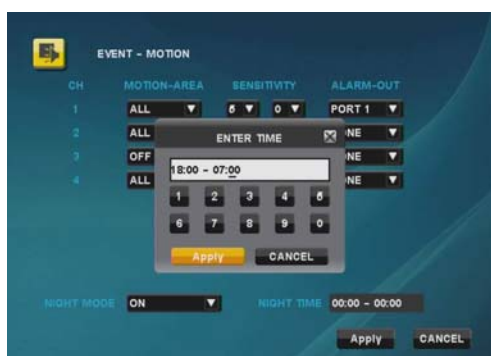 EVENT - MOTION
CH MOTION-AREA SENSITIVITY ALARM-OUT
1 ALL 5 0 PORT 1
2 ALL NE
3 OFF NE
4 ALL NE
ENTER TIME
18:00 - 07:00
1 2 3 4 5
6 7 8 9 0
Apply CANCEL
NIGHT MODE ON NIGHT TIME 00:00 - 00:00
Apply CANCEL